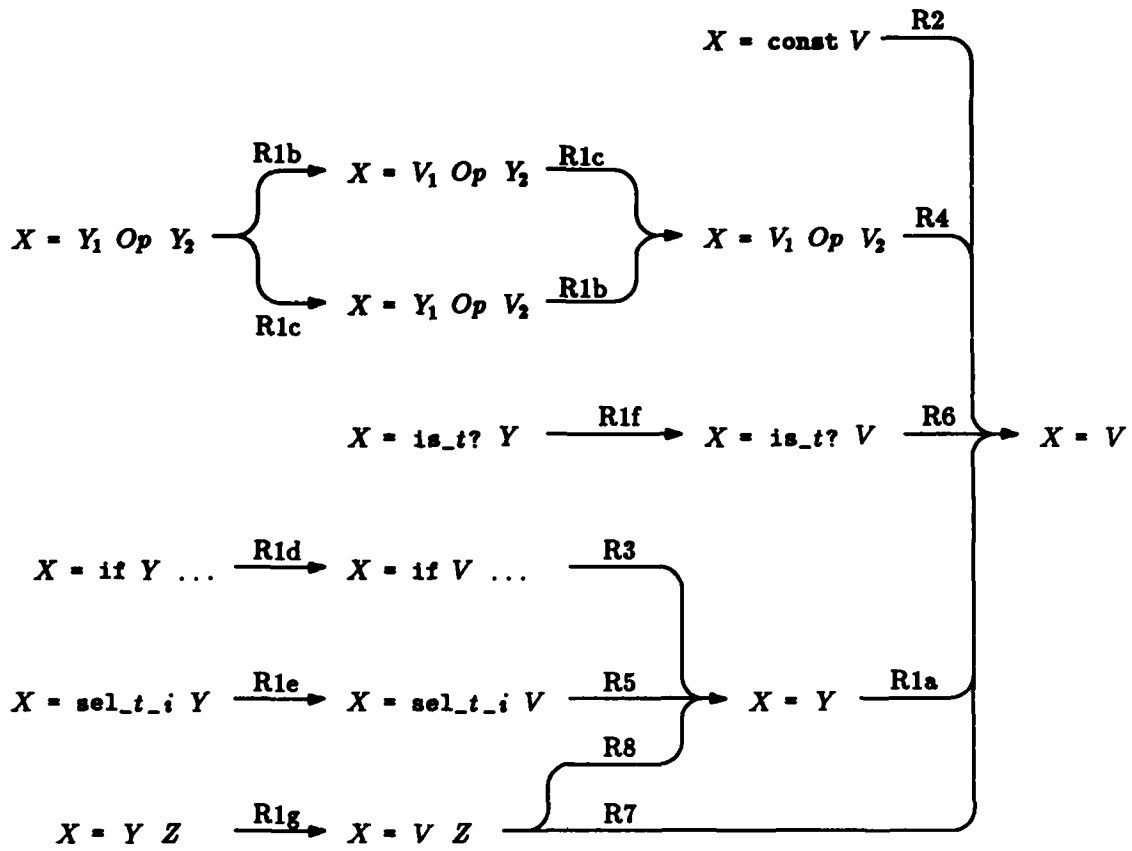 R2
X = const V
R1b R1c
X = V₁ Op Y₂
R4
X = Y₁ Op Y₂ X = V₁ Op V₂
R1b
X = Y₁ Op V₂
R1c
R1f R6
X = is_t? Y X = is_t? V X = V
R1d R3
X = if Y ... X = if V ...
R1e R5 R1a
X = sel_t_i Y X = sel_t_i V X = Y
R8
R1g R7
X = Y Z X = V Z